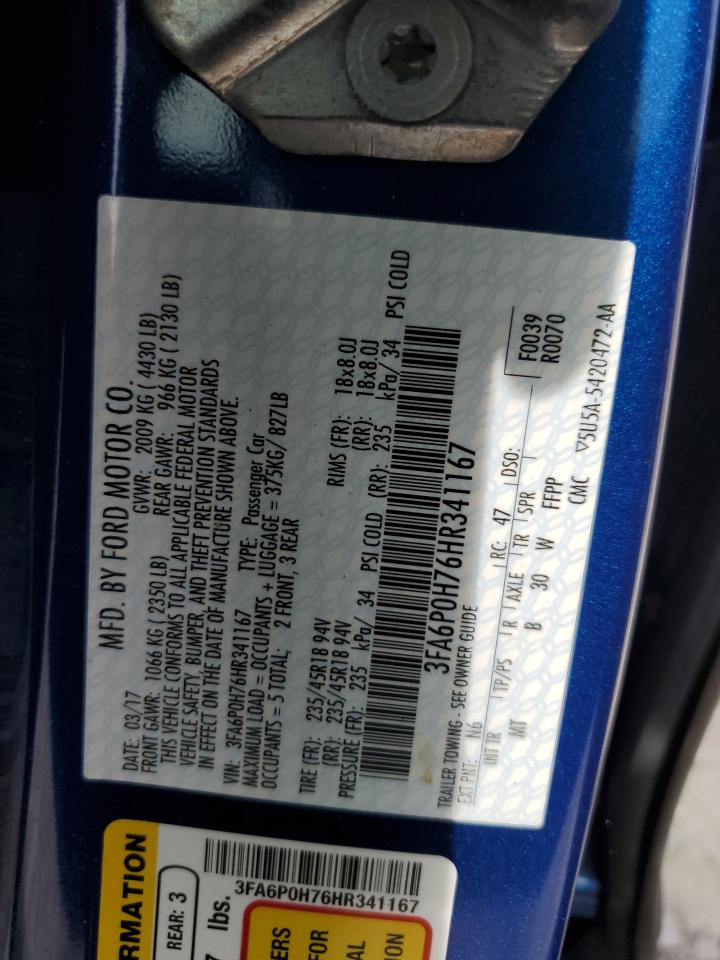 MFD. BY FORD MOTOR CO.
DATE: 03/17 GVWR: 2009 KG ( 4430 LB)
FRONT GAWR: 1066 KG ( 2350 LB) REAR GAWR: 966 KG ( 2130 LB)
THIS VEHICLE CONFORMS TO ALL APPLICABLE FEDERAL MOTOR
VEHICLE SAFETY, BUMPER, AND THEFT PREVENTION STANDARDS
IN EFFECT ON THE DATE OF MANUFACTURE SHOWN ABOVE.
VIN: 3FA6P0H76HR341167 TYPE: Passenger Car
MAXIMUM LOAD = OCCUPANTS + LUGGAGE = 375KG/ 827LB
OCCUPANTS = 5 TOTAL; 2 FRONT, 3 REAR
TIRE (FR): 235/45R18 94V RIMS (FR): 18x8.0J
(RR): 235/45R18 94V (RR): 18x8.0J
PRESSURE (FR): 235 kPa/ 34 PSI COLD (RR): 235 kPa/ 34 PSI COLD
3FA6P0H76HR341167
TRAILER TOWING - SEE OWNER GUIDE
EXT PNT: N6 RC: 47 DSO: F0039
R0070
INT TR TP/PS R AXLE TR SPR
MT B 30 W FFPP
CMC ▽5U5A-5420472-AA
RMATION
REAR: 3
lbs.
3FA6P0H76HR341167
ERS
FOR
AL
ION